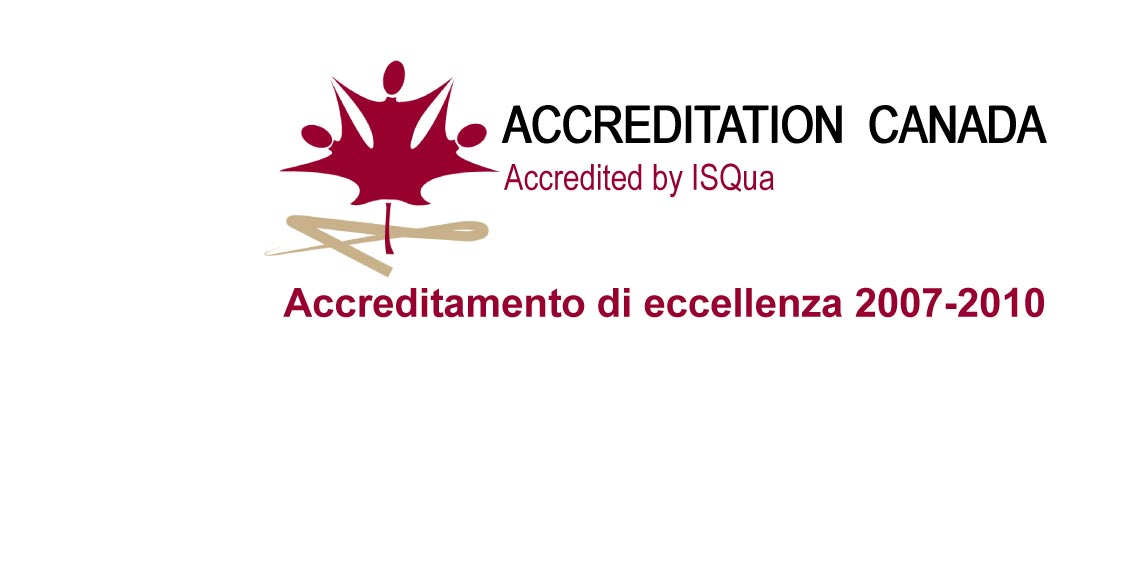 ACCREDITATION CANADA
Accredited by ISQua
Accreditamento di eccellenza 2007-2010